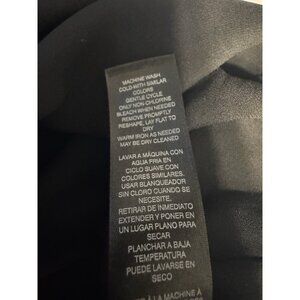 MACHINE WASH
COLD-WITH SIMILAR
COLORS
GENTLE CYCLE
ONLY NON-CHLORINE
BLEACH WHEN NEEDED
REMOVE PROMPTLY
RESHAPE, LAY FLAT TO
DRY
WARM IRON AS NEEDED
MAY BE DRY CLEANED
LAVAR A MÁQUINA CON
AGUA FRIA EN
CICLO SUAVE CON
COLORES SIMILARES.
USAR BLANQUEADOR
SIN CLORO CUANDO SE
NECESITE.
RETIRAR DE INMEDIATO
EXTENDER Y PONER EN
UN LUGAR PLANO PARA
SECAR
PLANCHAR A BAJA
TEMPERATURA
PUEDE LAVARSE EN
SECO
À LA MACHINE À